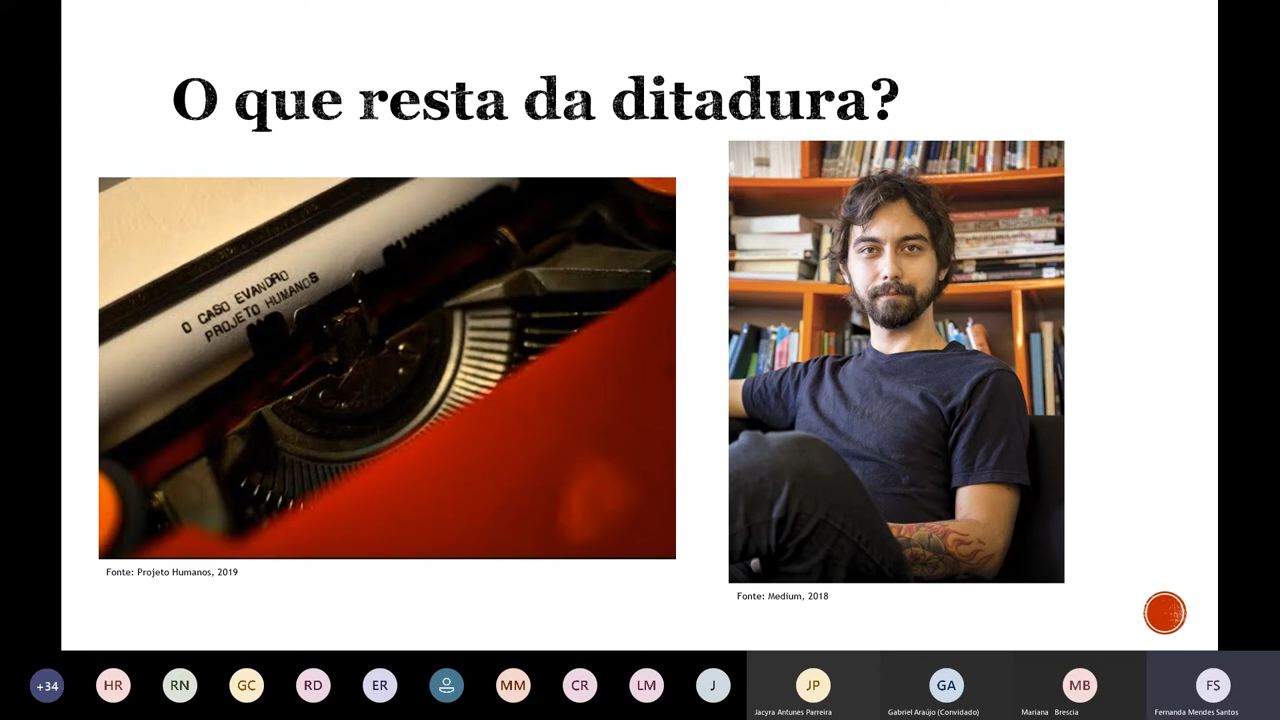 O que resta da ditadura?
O CASO EVANDRO
PROJETO HUMANOS
Fonte: Projeto Humanos, 2019
Fonte: Medium, 2018
+34
HR
RN
GC
RD
ER
MM
CR
LM
J
JP
GA
MB
FS
Jacyra Antunes Parreira
Gabriel Araújo (Convidado)
Mariana Brescia
Fernanda Mendes Santos